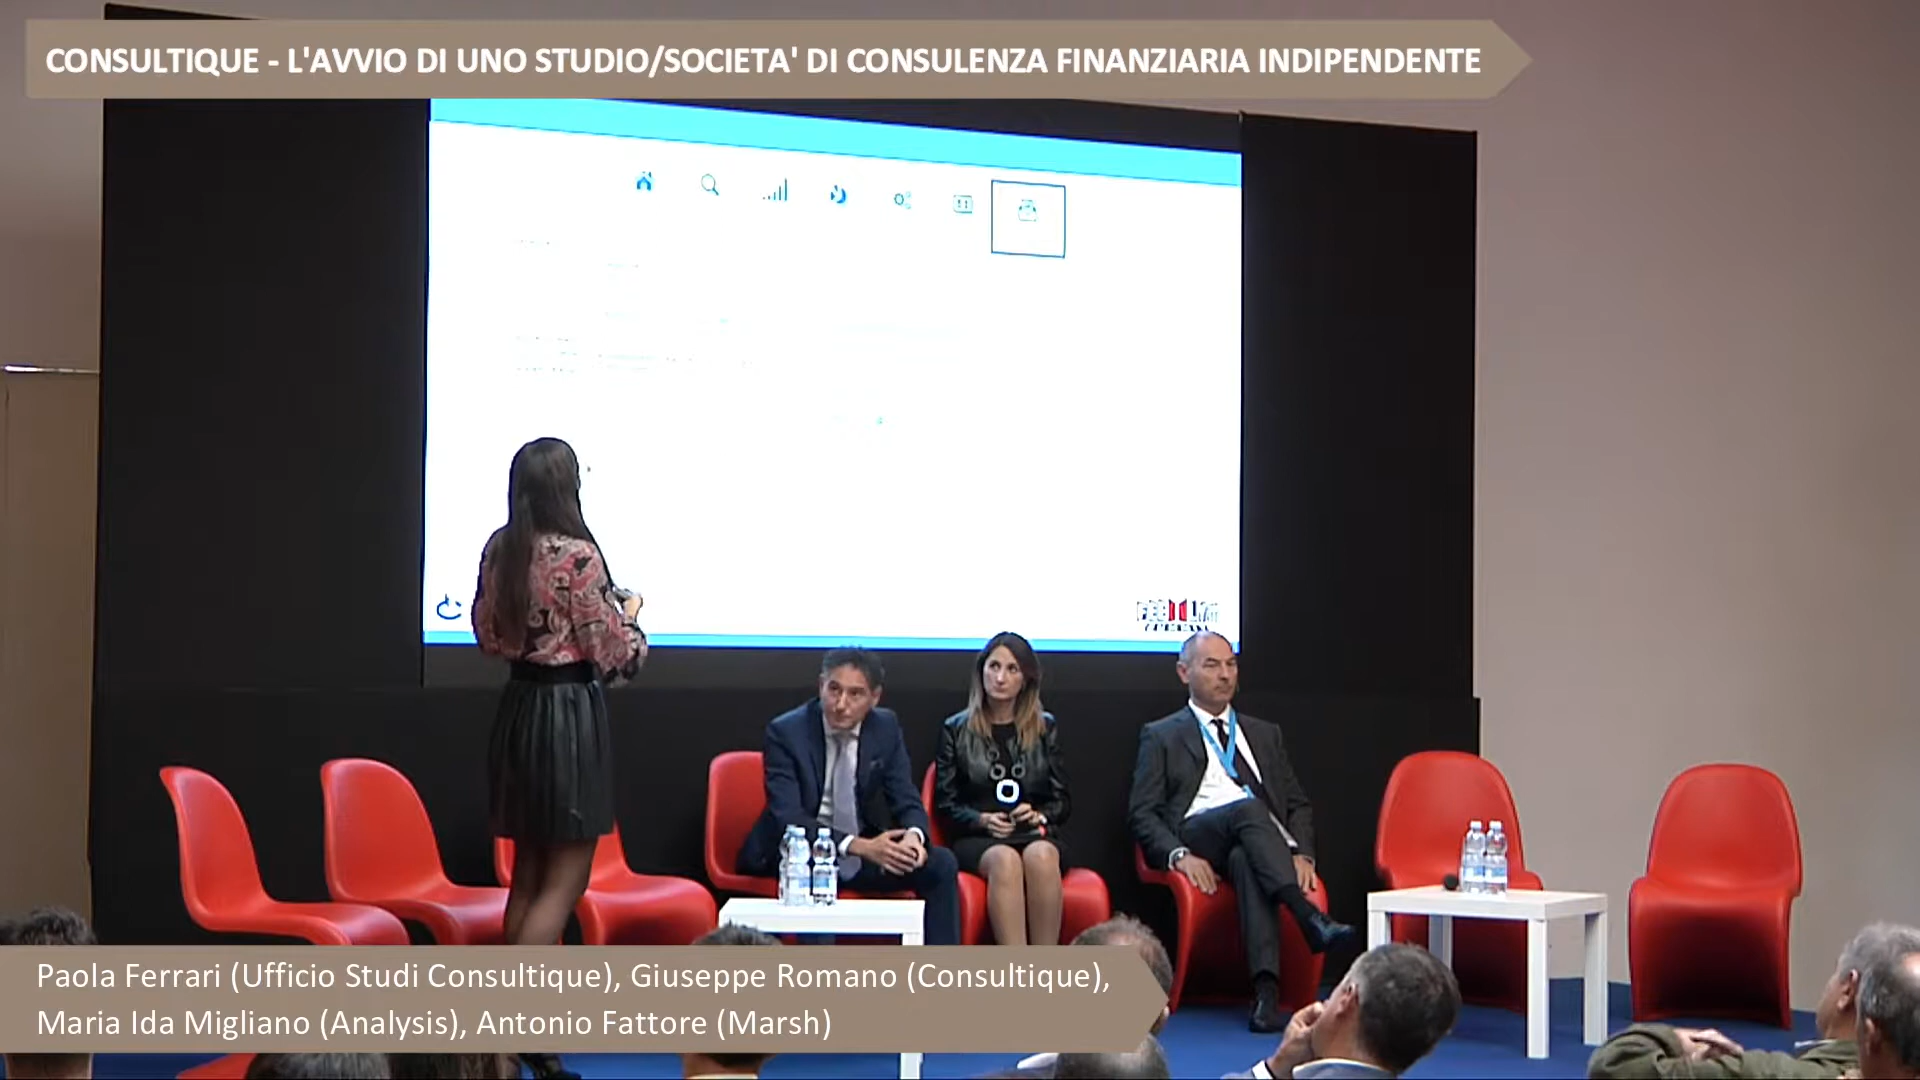 CONSULTIQUE - L'AVVIO DI UNO STUDIO/SOCIETA' DI CONSULENZA FINANZIARIA INDIPENDENTE
Paola Ferrari (Ufficio Studi Consultique), Giuseppe Romano (Consultique),
Maria Ida Migliano (Analysis), Antonio Fattore (Marsh)